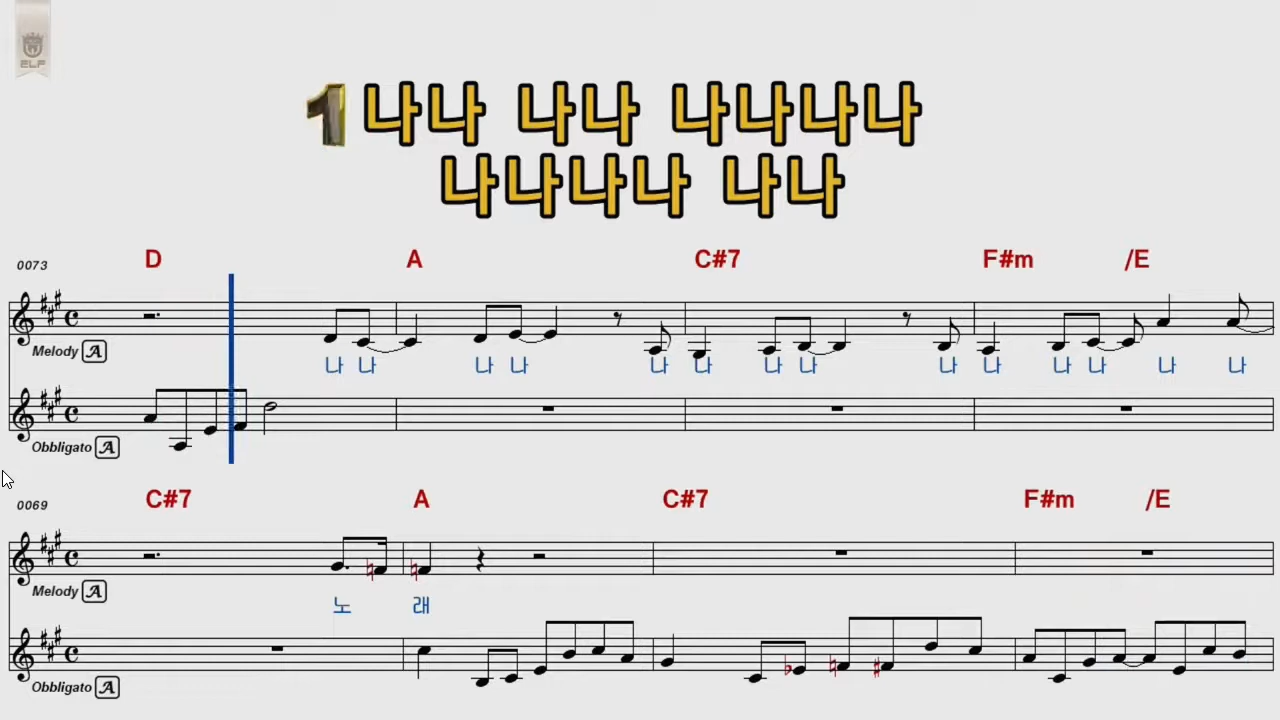 ELF
1 나나 나나 나나나나
나나나나 나나
0073 D A C#7 F#m /E
Melody A
나 나 나 나 나 나 나 나 나 나 나 나 나 나
Obbligato A
0069 C#7 A C#7 F#m /E
Melody A
노 래
Obbligato A